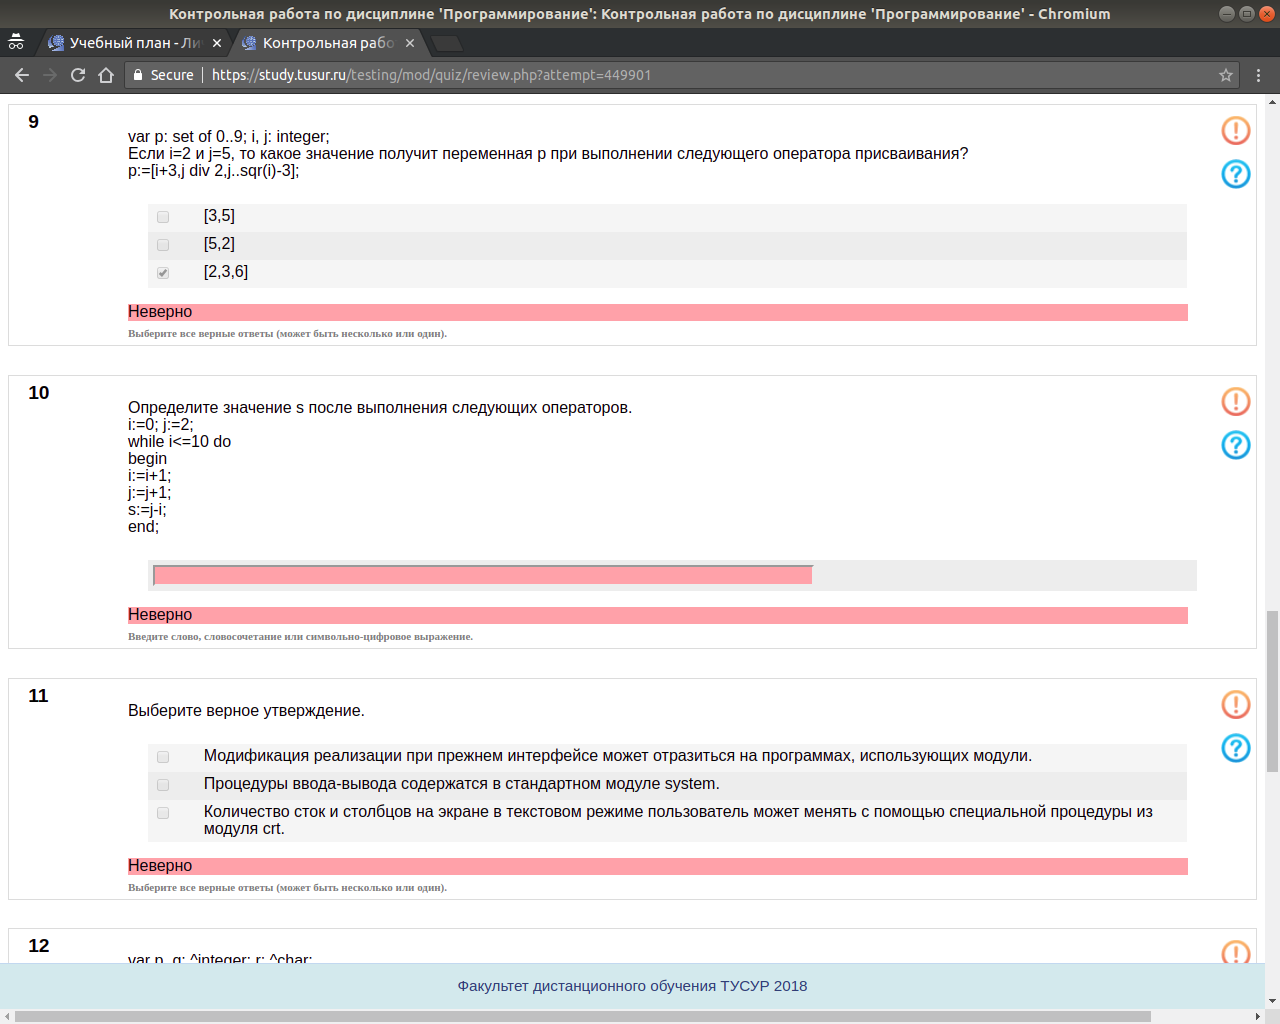 Контрольная работа по дисциплине 'Программирование': Контрольная работа по дисциплине 'Программирование' - Chromium
Учебный план - Ли
Контрольная рабо
Secure | https://study.tusur.ru/testing/mod/quiz/review.php?attempt=449901
9
var p: set of 0..9; i, j: integer;
Если i=2 и j=5, то какое значение получит переменная p при выполнении следующего оператора присваивания?
p:=[i+3,j div 2,j..sqr(i)-3];
[3,5]
[5,2]
[2,3,6]
Неверно
Выберите все верные ответы (может быть несколько или один).
10
Определите значение s после выполнения следующих операторов.
i:=0; j:=2;
while i<=10 do
begin
i:=i+1;
j:=j+1;
s:=j-i;
end;
Неверно
Введите слово, словосочетание или символьно-цифровое выражение.
11
Выберите верное утверждение.
Модификация реализации при прежнем интерфейсе может отразиться на программах, использующих модули.
Процедуры ввода-вывода содержатся в стандартном модуле system.
Количество сток и столбцов на экране в текстовом режиме пользователь может менять с помощью специальной процедуры из
модуля crt.
Неверно
Выберите все верные ответы (может быть несколько или один).
12
var p, q: ^integer; r: ^char;
Факультет дистанционного обучения ТУСУР 2018